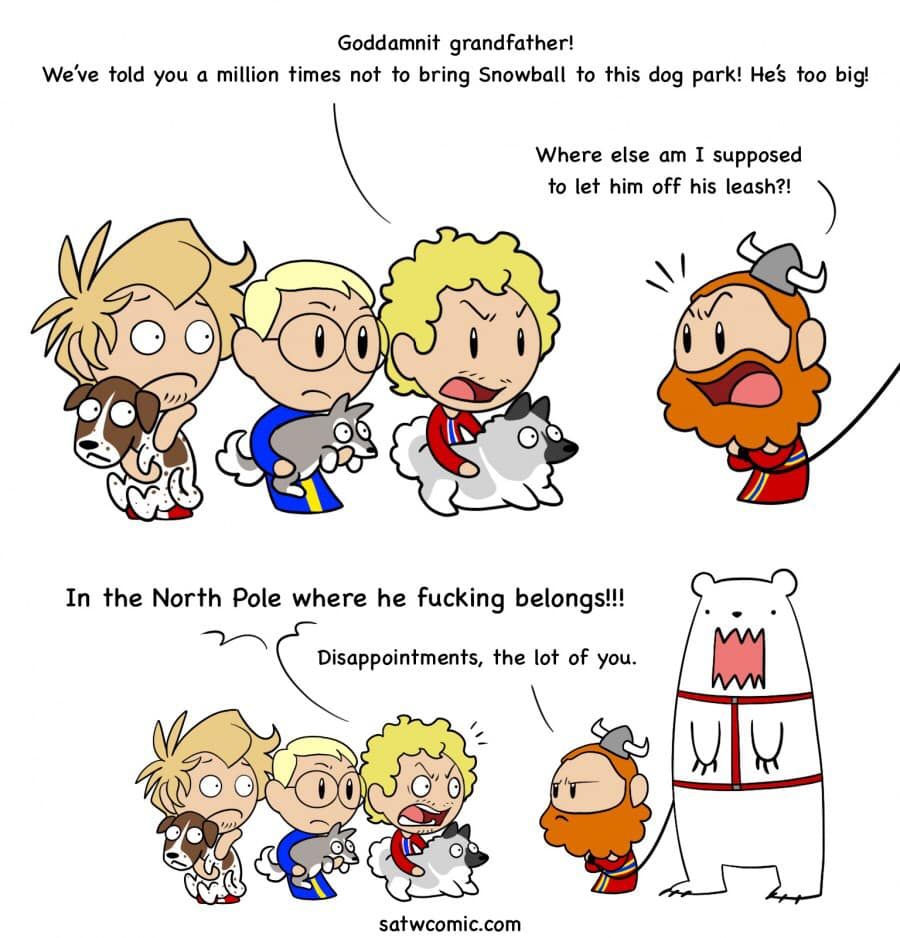 Goddamnit grandfather!
We've told you a million times not to bring Snowball to this dog park! He's too big!
Where else am I supposed
to let him off his leash?!
In the North Pole where he fucking belongs!!!
Disappointments, the lot of you.
satwcomic.com